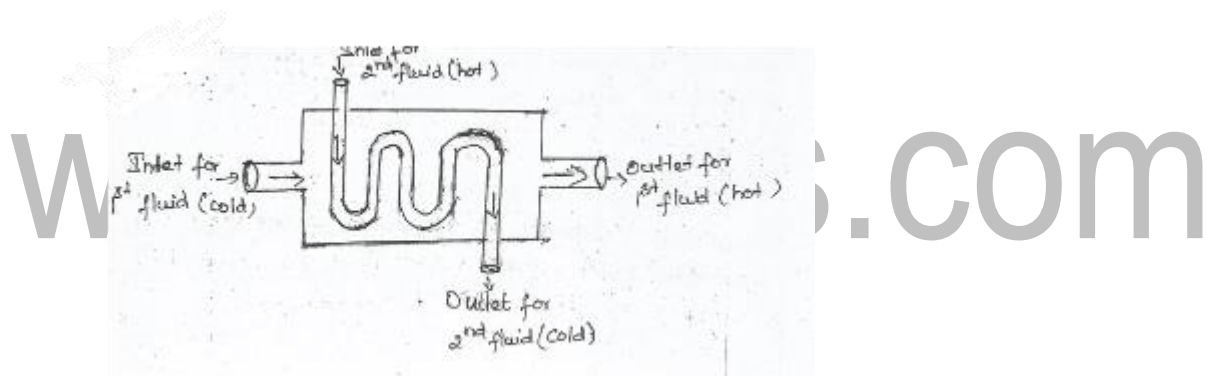 Inlet for
2nd fluid (hot)
Inlet for
1st fluid (cold)
Outlet for
1st fluid (hot)
Outlet for
2nd fluid (cold)
w s.com